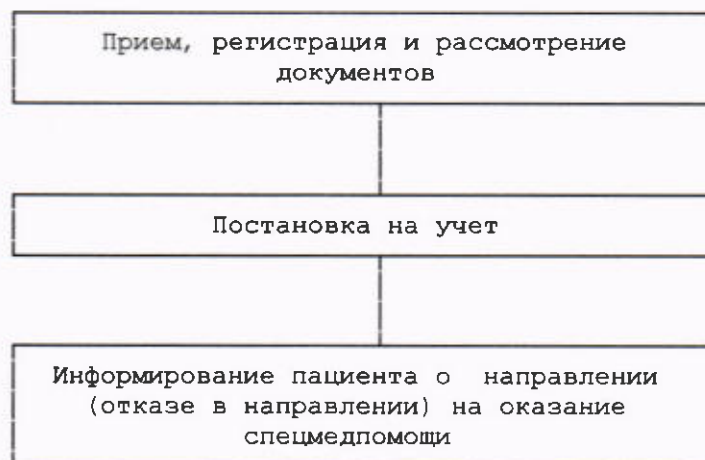 Прием, регистрация и рассмотрение
документов
Постановка на учет
Информирование пациента о направлении
(отказе в направлении) на оказание
спецмедпомощи